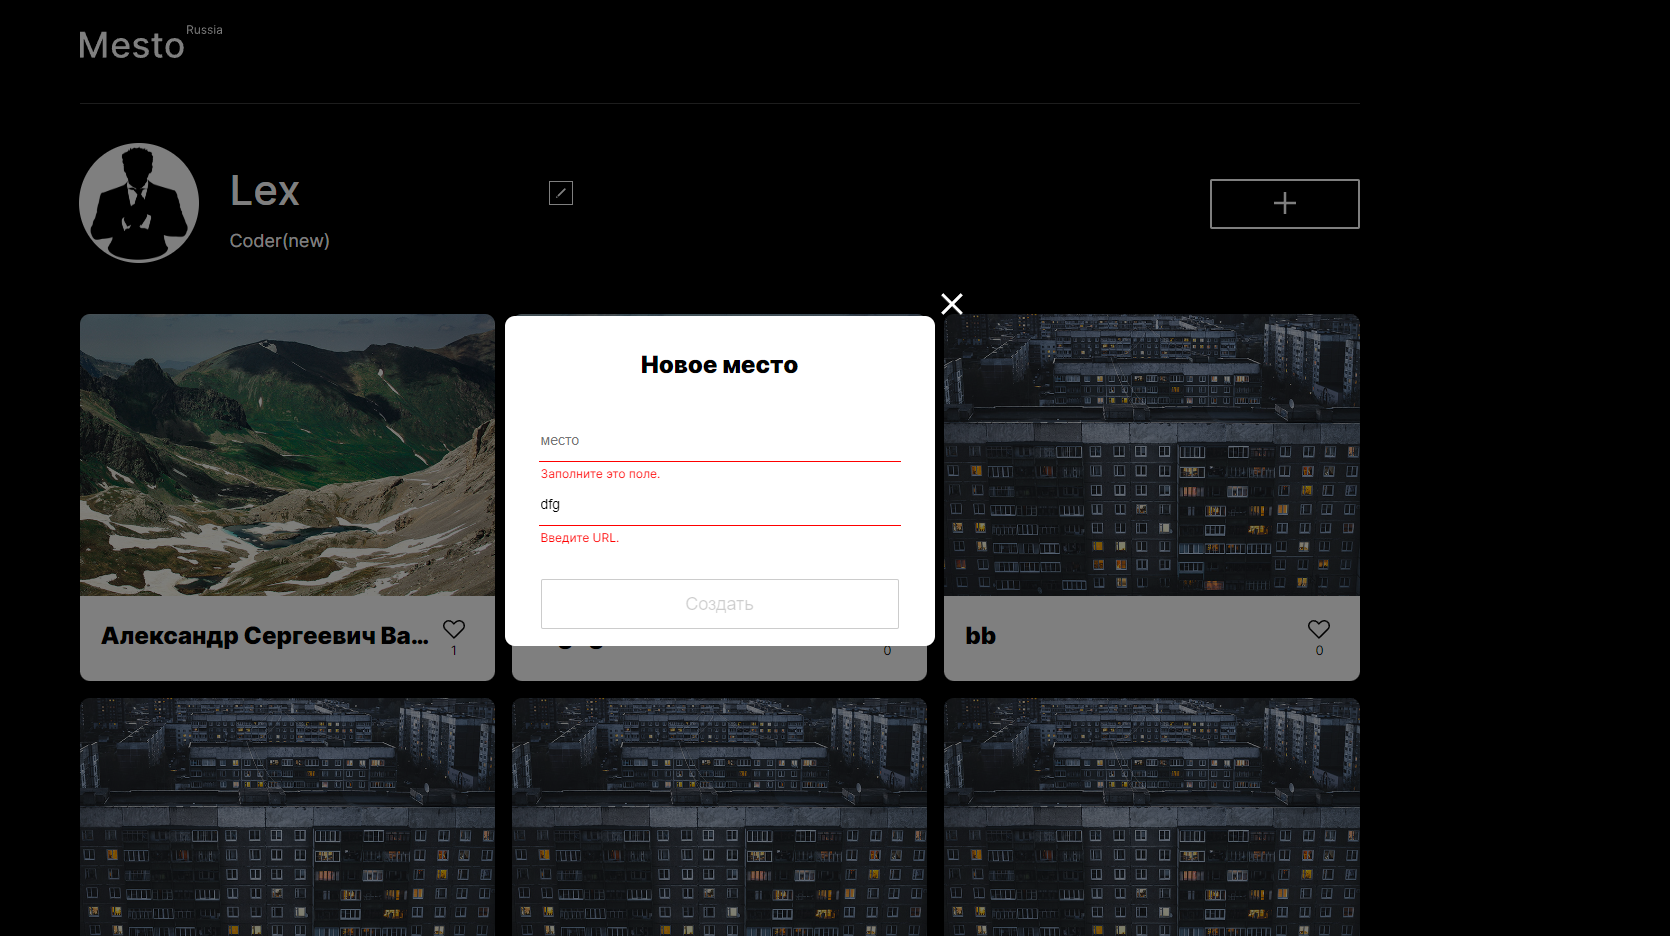 Mesto Russia
Lex
Coder(new)
Новое место
место
Заполните это поле.
dfg
Введите URL.
Создать
Александр Сергеевич Ва...
1
0
bb
0